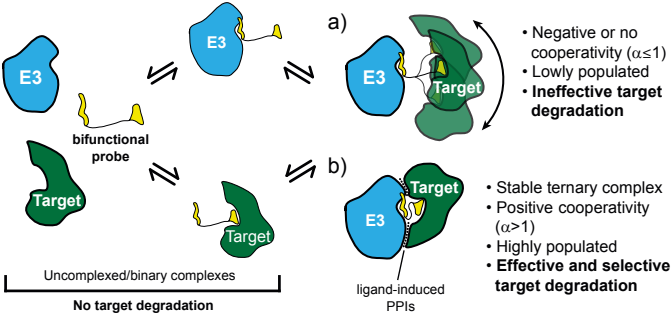 E3
Target
bifunctional
probe
E3
Target
Uncomplexed/binary complexes
No target degradation
a)
E3
Target
• Negative or no
cooperativity (α≤1)
• Lowly populated
• Ineffective target
degradation
b)
E3
Target
ligand-induced
PPIs
• Stable ternary complex
• Positive cooperativity
(α>1)
• Highly populated
• Effective and selective
target degradation